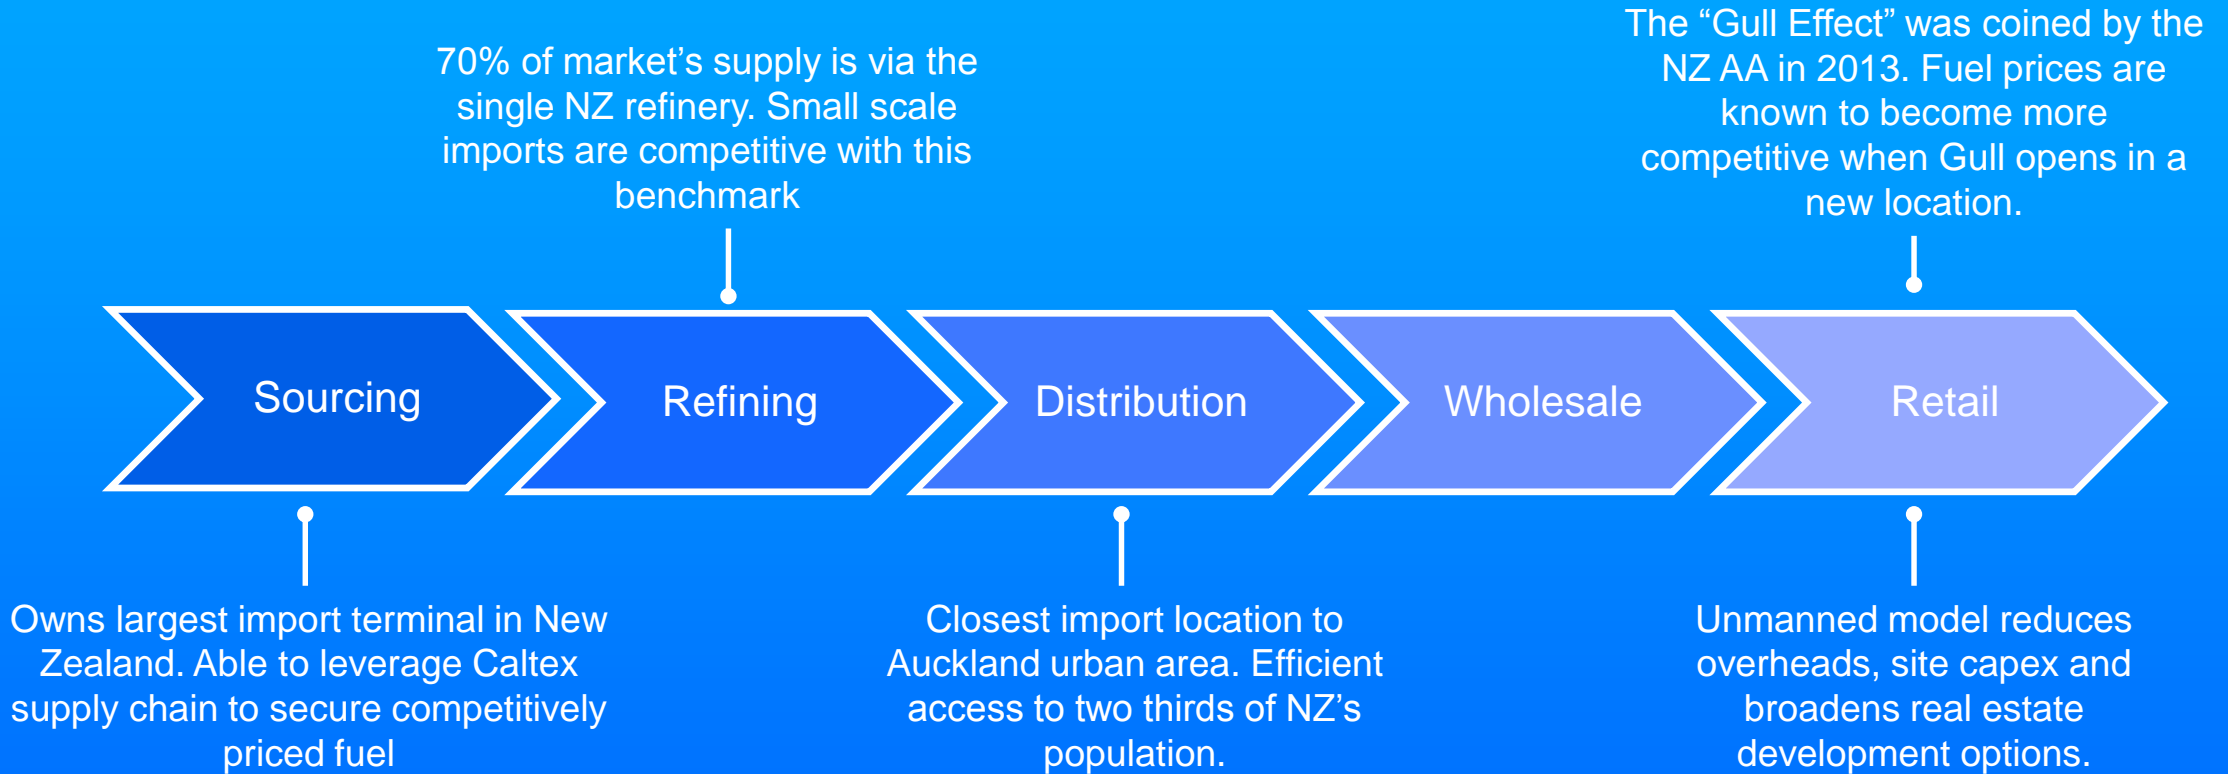 70% of market’s supply is via the
single NZ refinery. Small scale
imports are competitive with this
benchmark
The “Gull Effect” was coined by the
NZ AA in 2013. Fuel prices are
known to become more
competitive when Gull opens in a
new location.
Sourcing
Refining
Distribution
Wholesale
Retail
Owns largest import terminal in New
Zealand. Able to leverage Caltex
supply chain to secure competitively
priced fuel
Closest import location to
Auckland urban area. Efficient
access to two thirds of NZ’s
population.
Unmanned model reduces
overheads, site capex and
broadens real estate
development options.